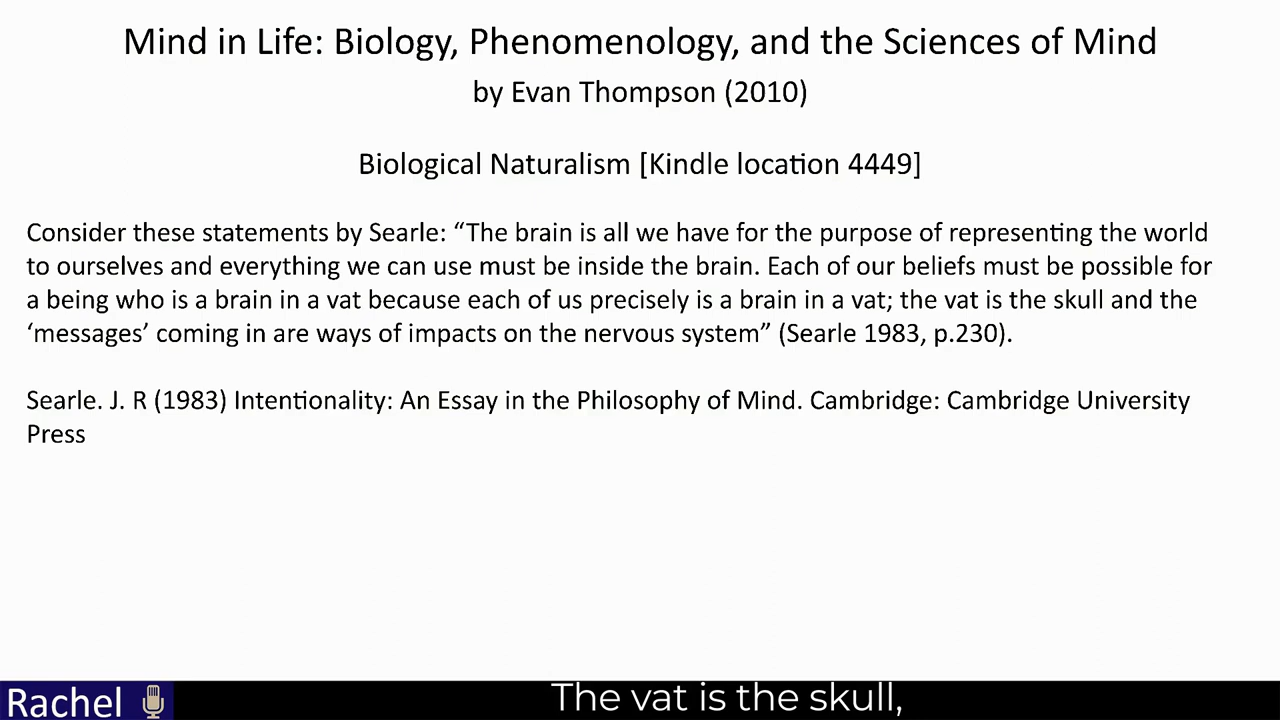 Mind in Life: Biology, Phenomenology, and the Sciences of Mind
by Evan Thompson (2010)
Biological Naturalism [Kindle location 4449]
Consider these statements by Searle: “The brain is all we have for the purpose of representing the world
to ourselves and everything we can use must be inside the brain. Each of our beliefs must be possible for
a being who is a brain in a vat because each of us precisely is a brain in a vat; the vat is the skull and the
‘messages’ coming in are ways of impacts on the nervous system” (Searle 1983, p.230).
Searle. J. R (1983) Intentionality: An Essay in the Philosophy of Mind. Cambridge: Cambridge University
Press
Rachel
The vat is the skull,